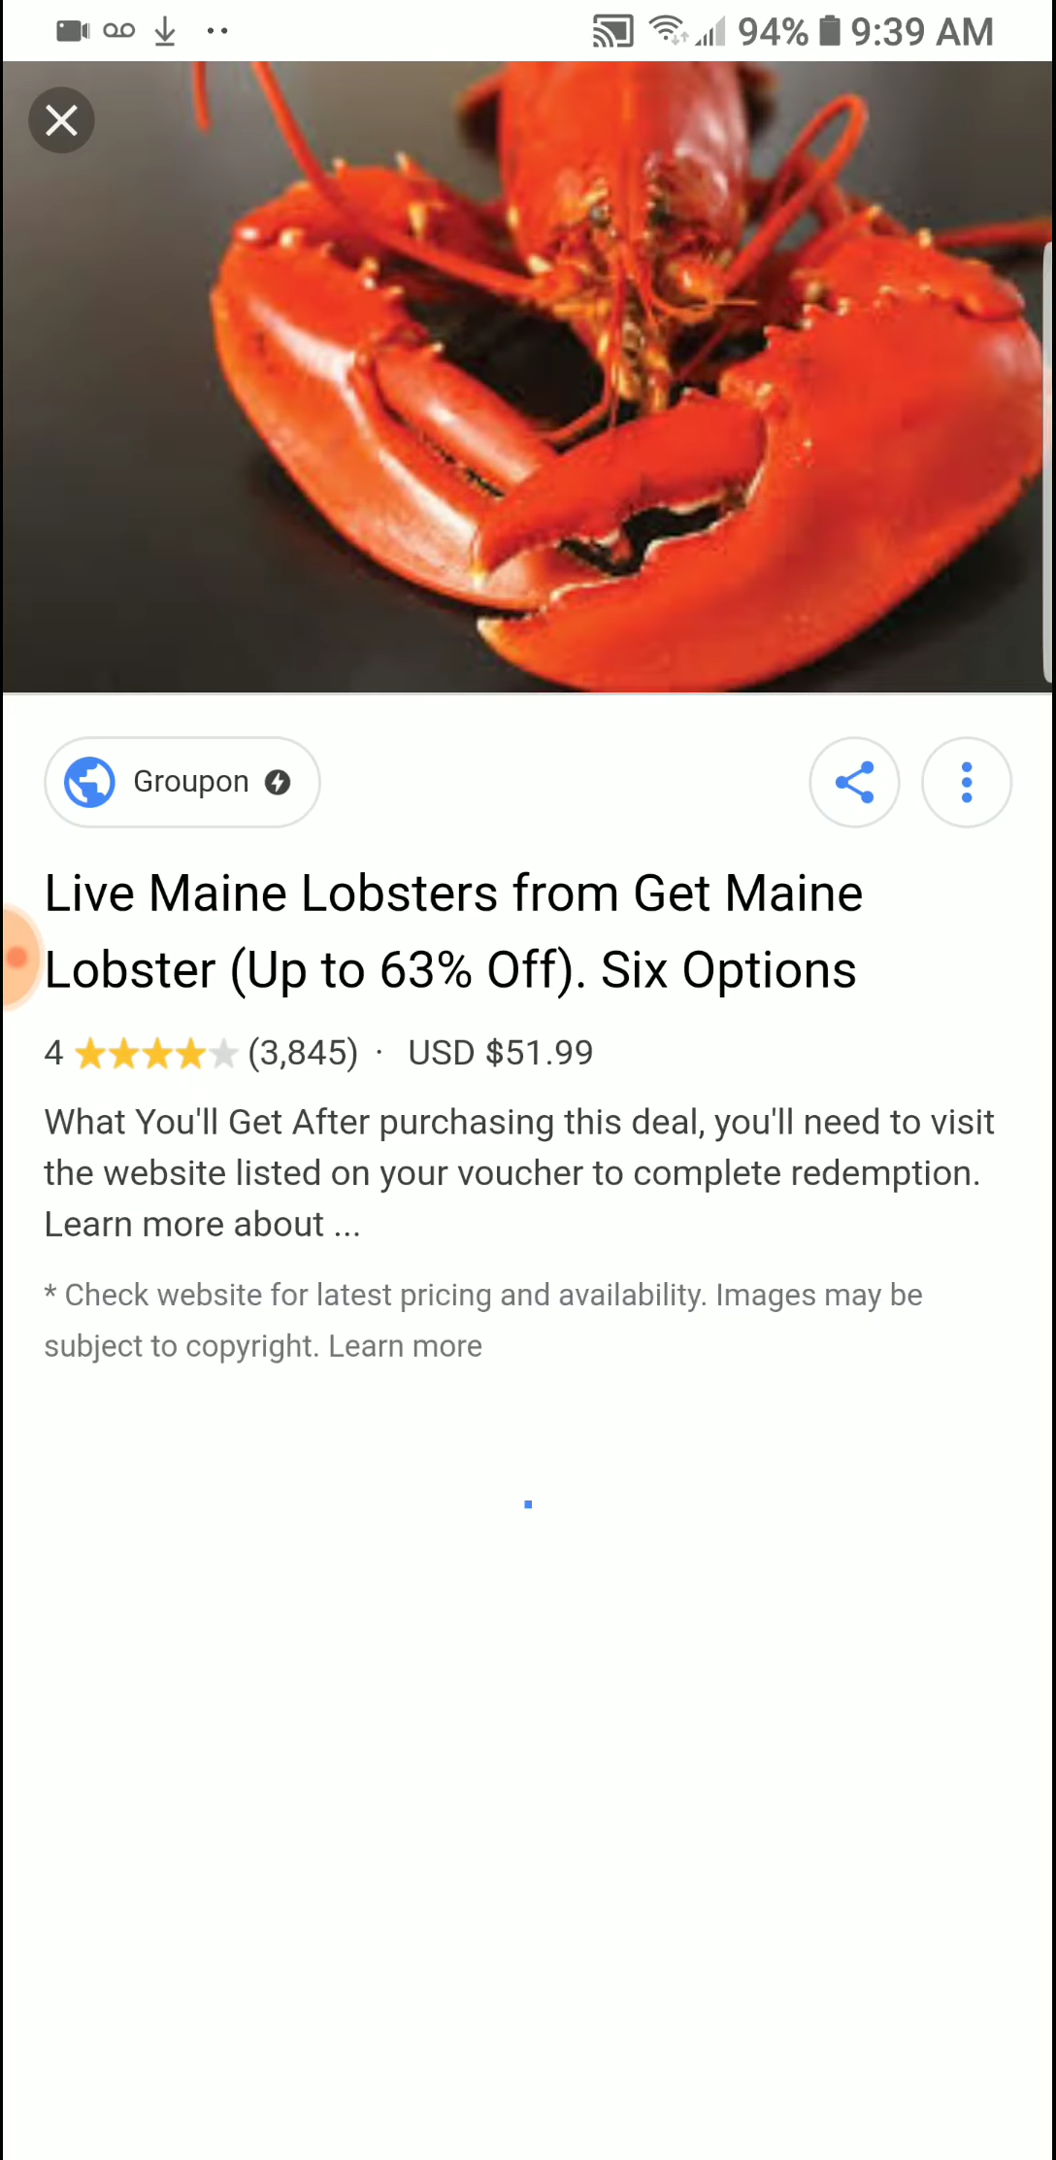 94% 9:39 AM
Groupon
Live Maine Lobsters from Get Maine
Lobster (Up to 63% Off). Six Options
4 (3,845) · USD $51.99
What You'll Get After purchasing this deal, you'll need to visit
the website listed on your voucher to complete redemption.
Learn more about ...
* Check website for latest pricing and availability. Images may be
subject to copyright. Learn more